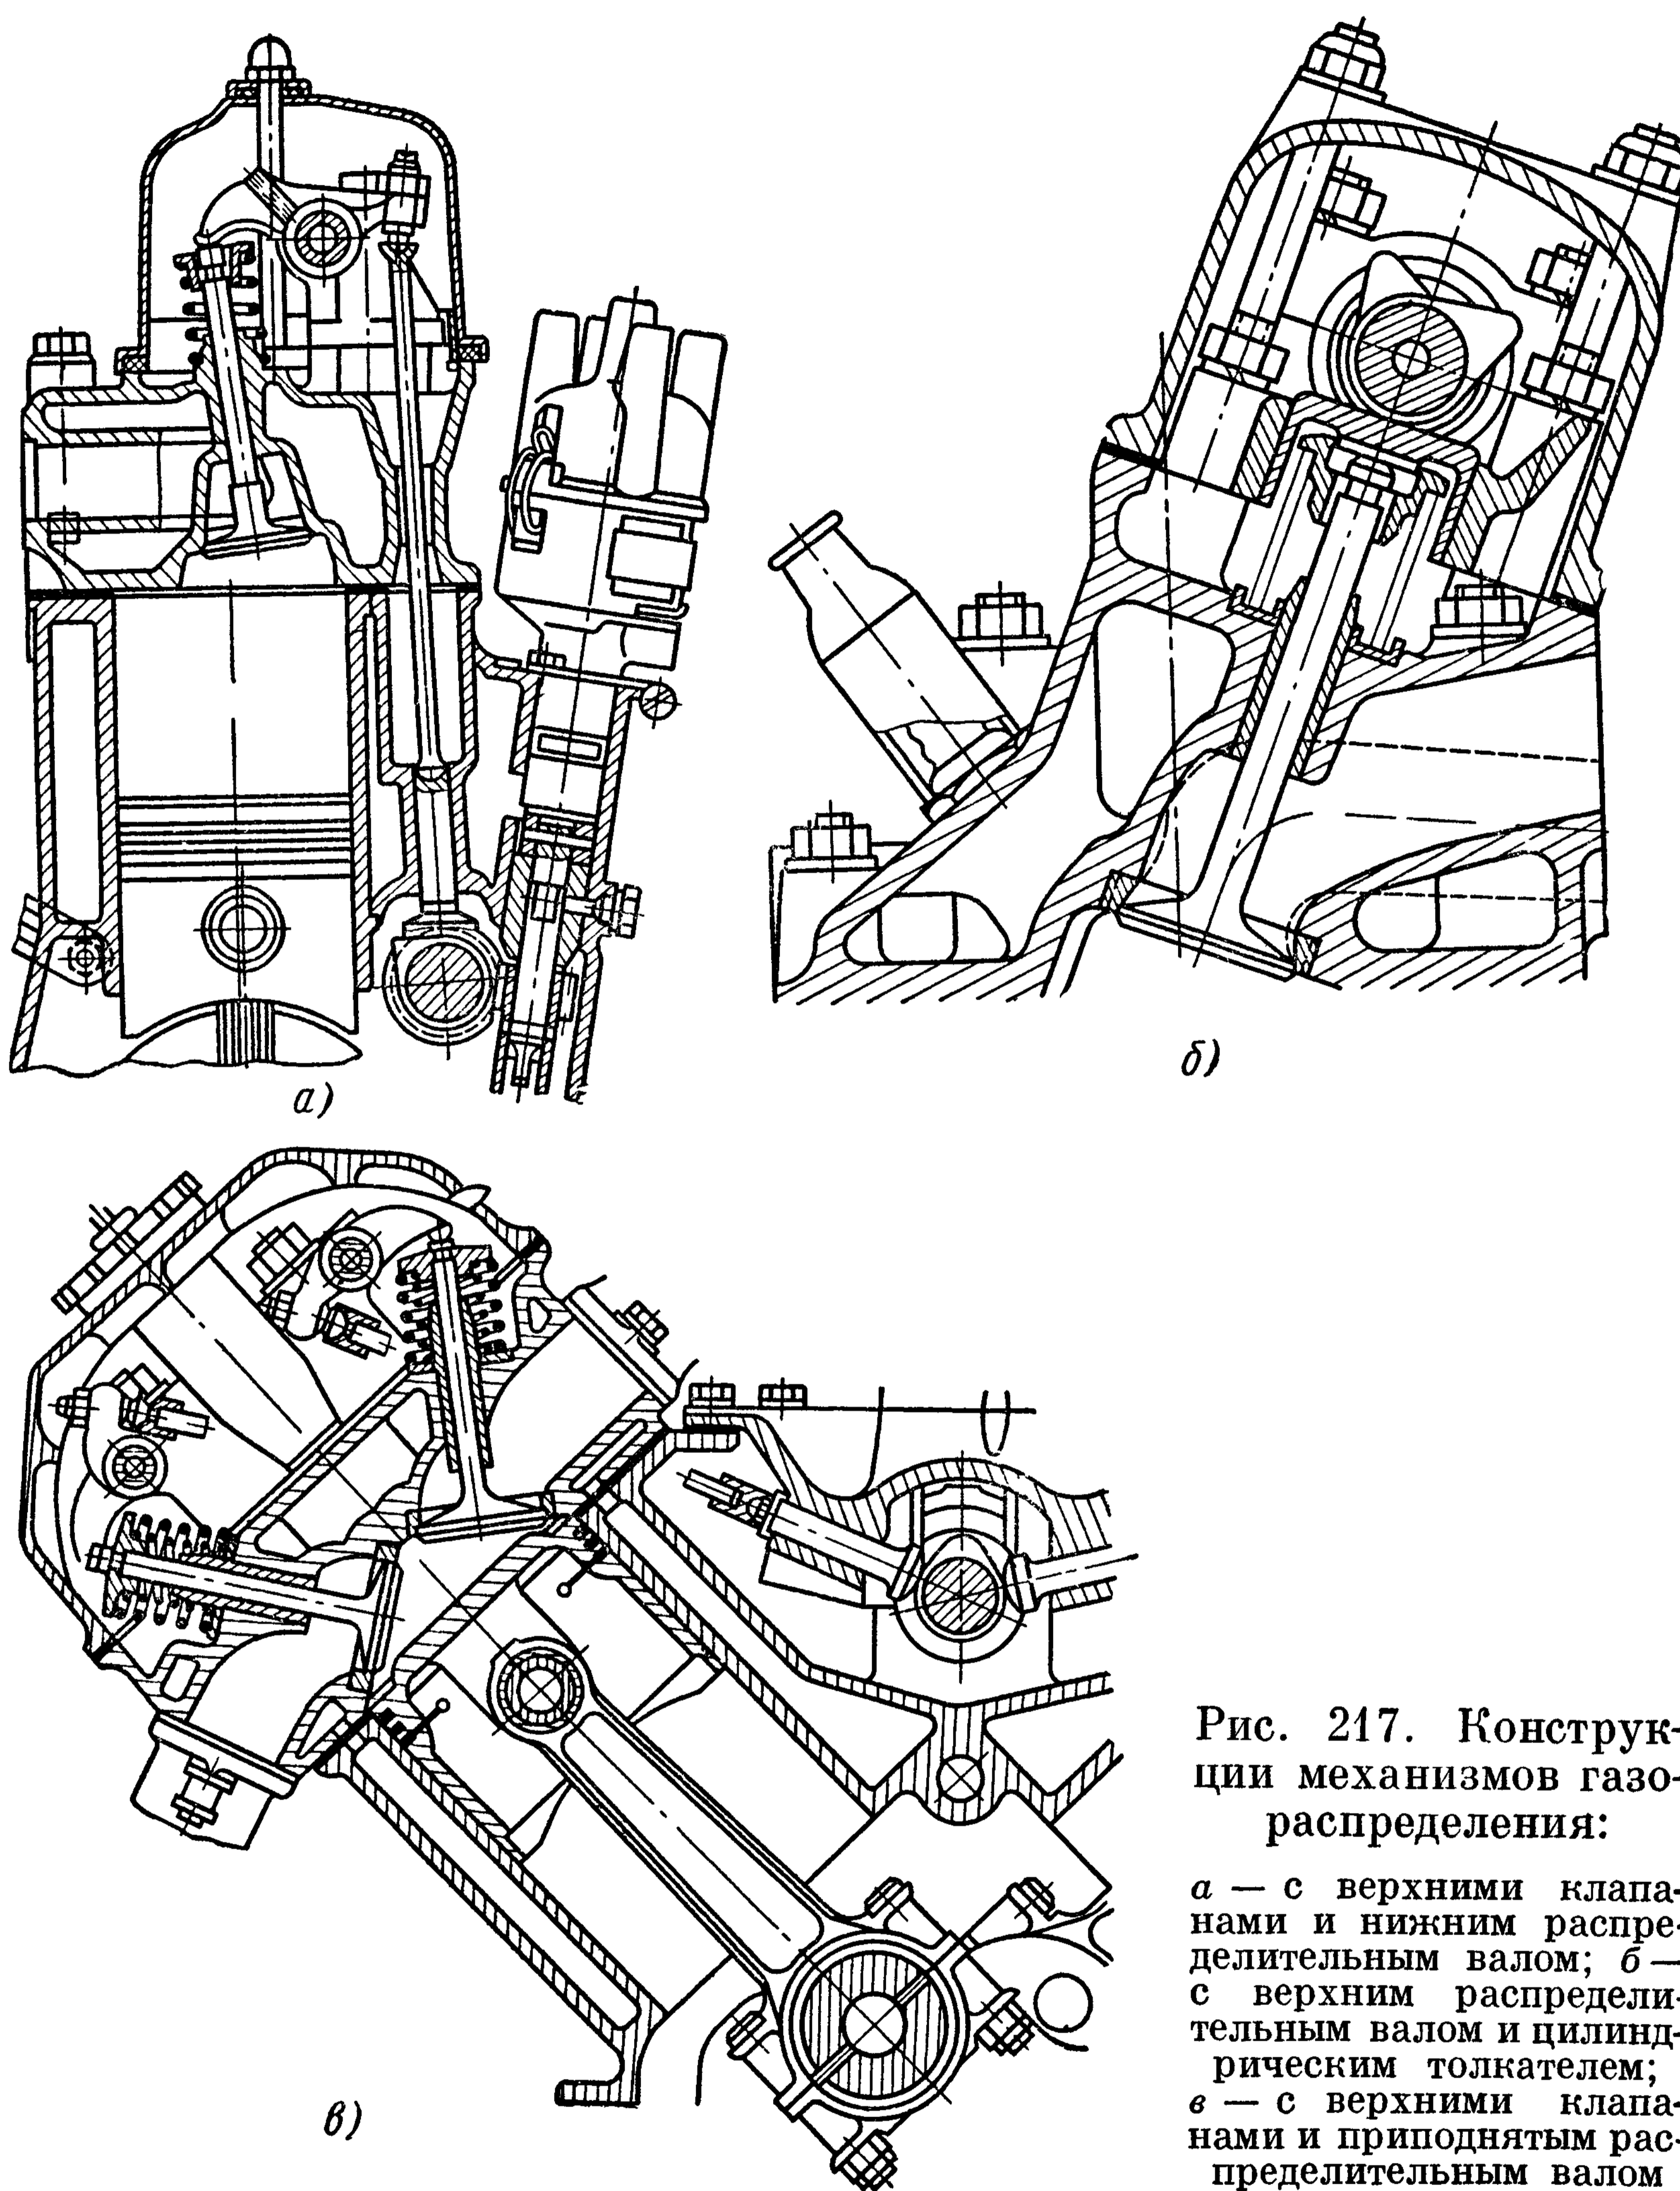 а)
б)
в)
Рис. 217. Конструк-
ции механизмов газо-
распределения:
а — с верхними клапа-
нами и нижним распре-
делительным валом; б —
с верхним распредели-
тельным валом и цилинд-
рическим толкателем;
в — с верхними клапа-
нами и приподнятым рас-
пределительным валом